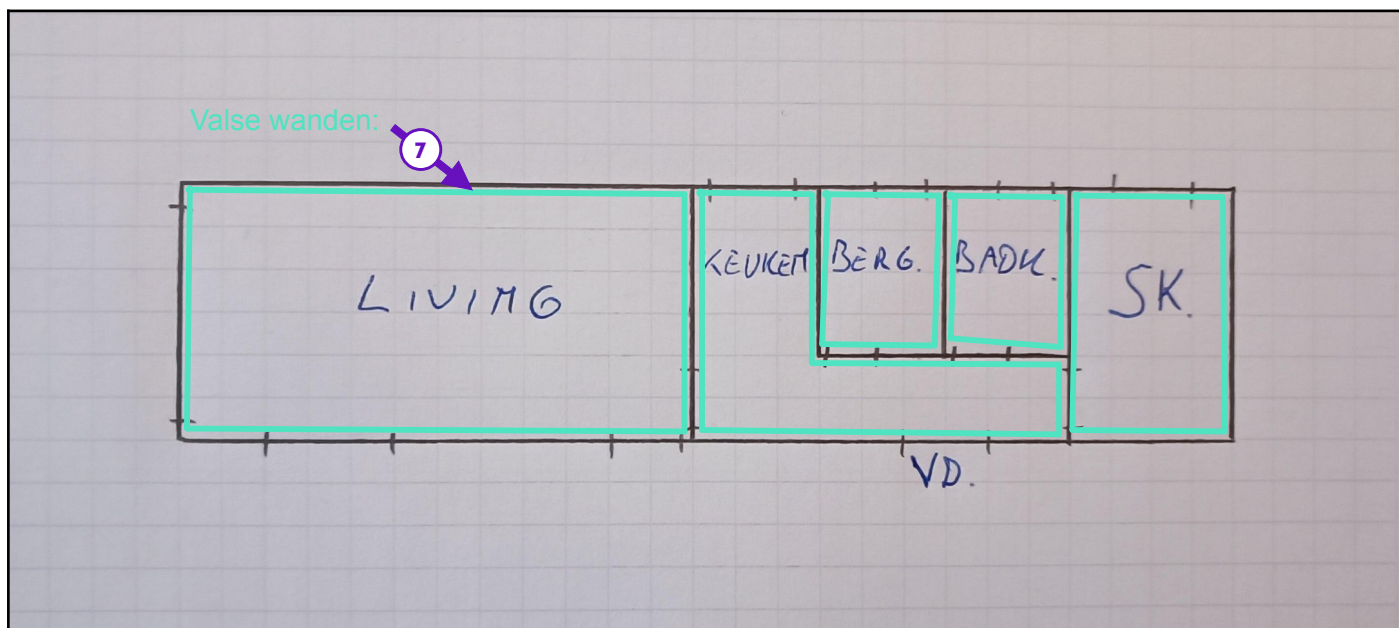 Valse wanden:
7
LIVING
KEUKEN
BERG.
BADK.
SK.
VD.